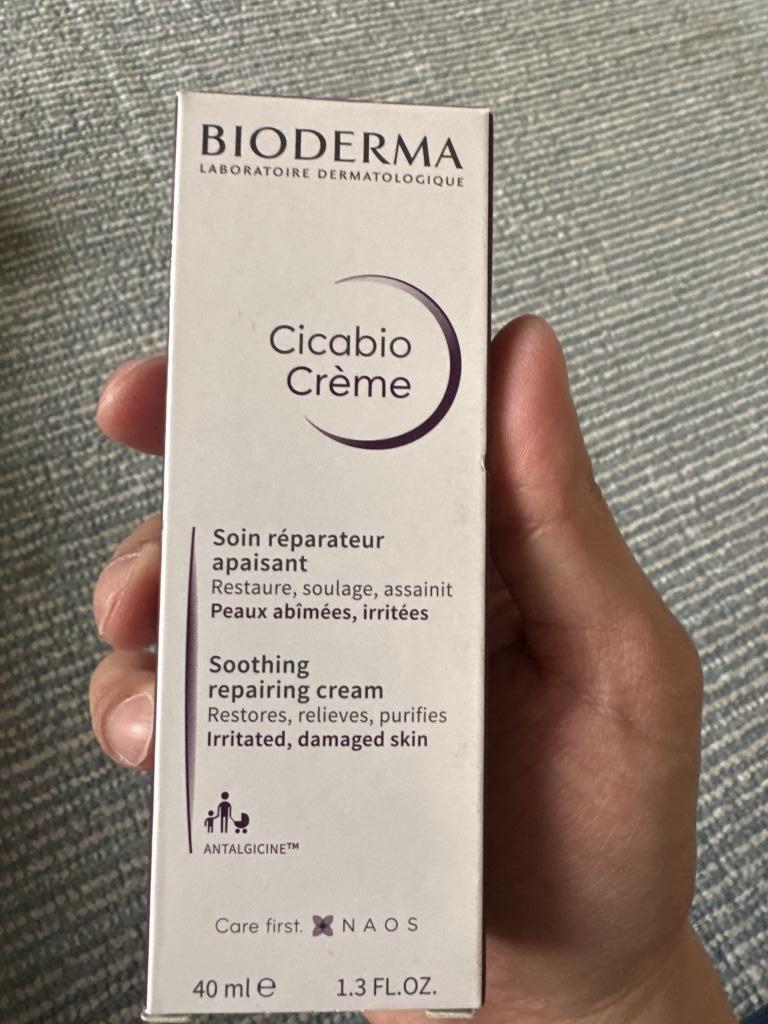 BIODERMA
LABORATOIRE DERMATOLOGIQUE
Cicabio
Crème
Soin réparateur
apaisant
Restaure, soulage, assainit
Peaux abîmées, irritées
Soothing
repairing cream
Restores, relieves, purifies
Irritated, damaged skin
ANTALGICINE™
Care first. NAOS
40 ml ℮ 1.3 FL.OZ.